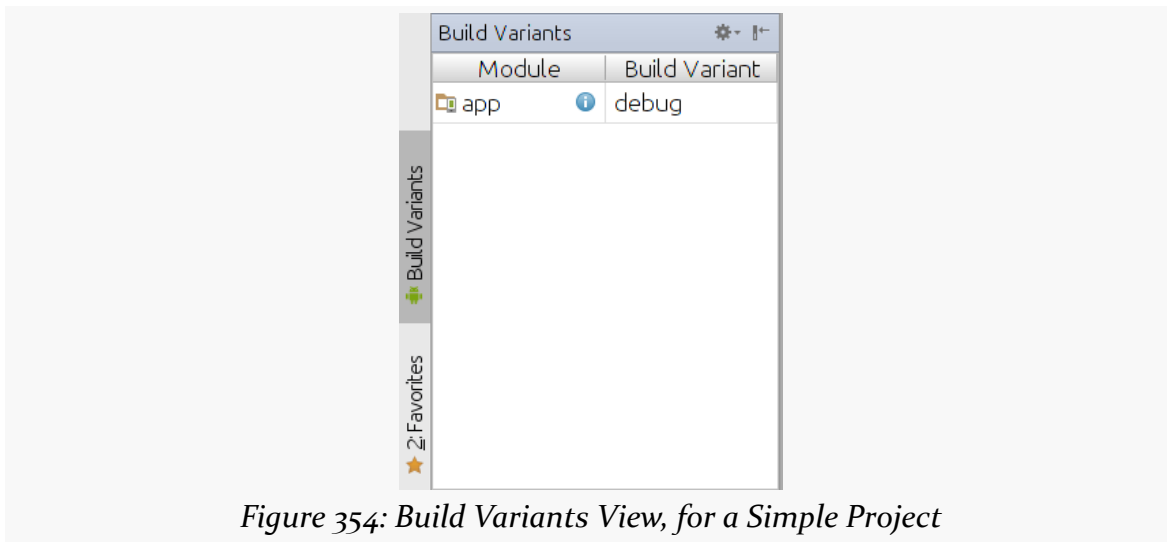 Build Variants
Module Build Variant
app debug
Build Variants
2: Favorites
Figure 354: Build Variants View, for a Simple Project